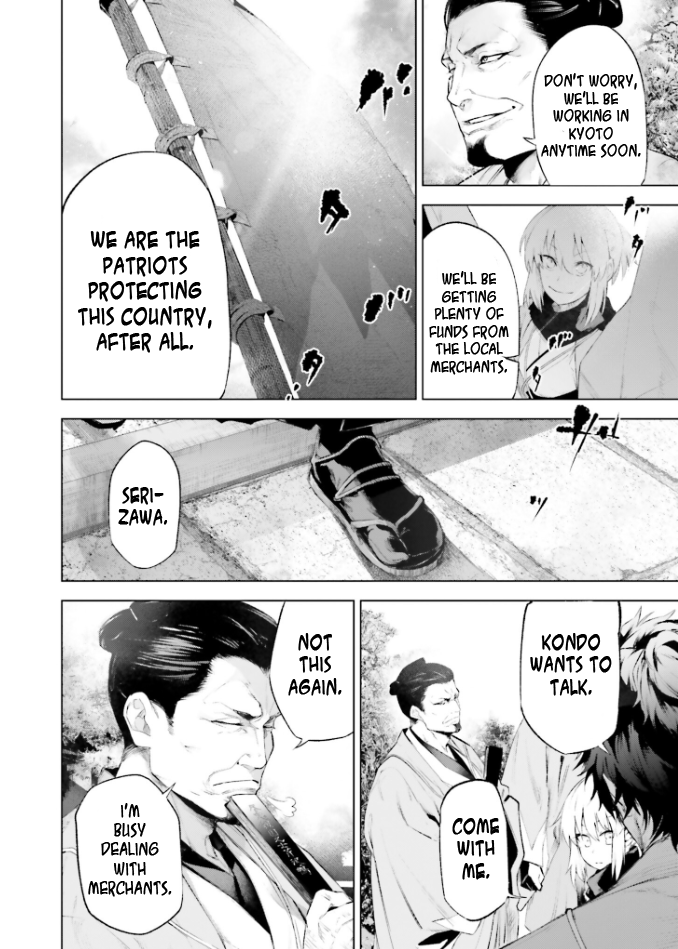 DON'T WORRY,
WE'LL BE
WORKING IN
KYOTO
ANYTIME SOON.
WE'LL BE
GETTING
PLENTY OF
FUNDS FROM
THE LOCAL
MERCHANTS.
WE ARE THE
PATRIOTS
PROTECTING
THIS COUNTRY,
AFTER ALL.
SERI-
ZAWA.
KONDO
WANTS TO
TALK.
COME
WITH
ME.
NOT
THIS
AGAIN.
I'M
BUSY
DEALING
WITH
MERCHANTS.